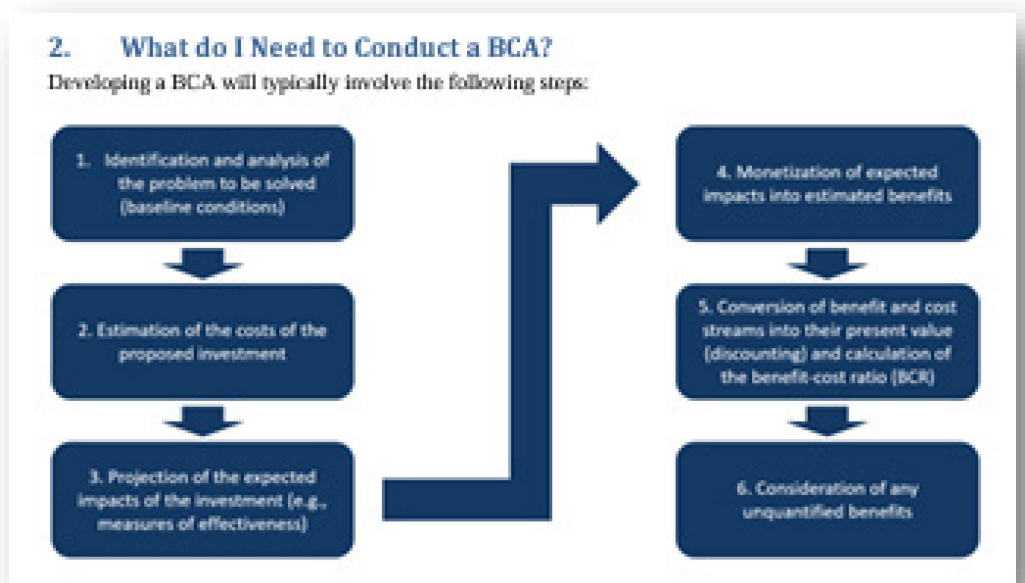 2. What do I Need to Conduct a BCA?
Developing a BCA will typically involve the following steps:
1. Identification and analysis of
the problem to be solved
(baseline conditions)
2. Estimation of the costs of the
proposed investment
3. Projection of the expected
impacts of the investment (e.g.,
measures of effectiveness)
4. Monetization of expected
impacts into estimated benefits
5. Conversion of benefit and cost
streams into their present value
(discounting) and calculation of
the benefit-cost ratio (BCR)
6. Consideration of any
unquantified benefits